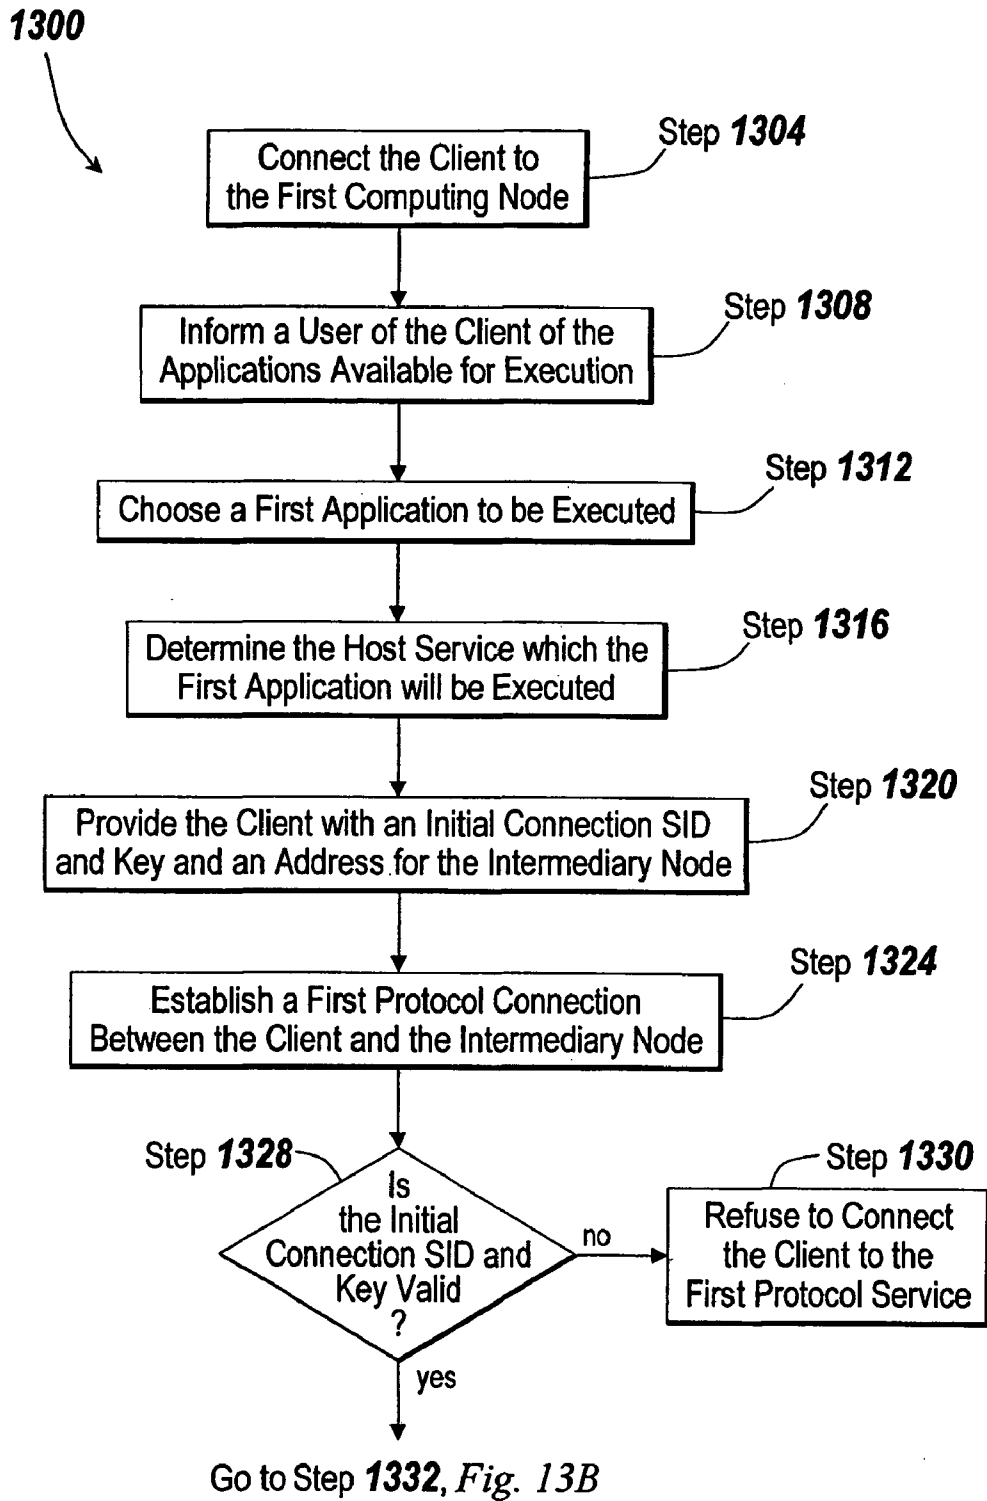 1300
Step 1304
Connect the Client to
the First Computing Node
Step 1308
Inform a User of the Client of the
Applications Available for Execution
Step 1312
Choose a First Application to be Executed
Step 1316
Determine the Host Service which the
First Application will be Executed
Step 1320
Provide the Client with an Initial Connection SID
and Key and an Address for the Intermediary Node
Step 1324
Establish a First Protocol Connection
Between the Client and the Intermediary Node
Step 1328
Is
the Initial
Connection SID and
Key Valid
?
no
Step 1330
Refuse to Connect
the Client to the
First Protocol Service
yes
Go to Step 1332, Fig. 13B